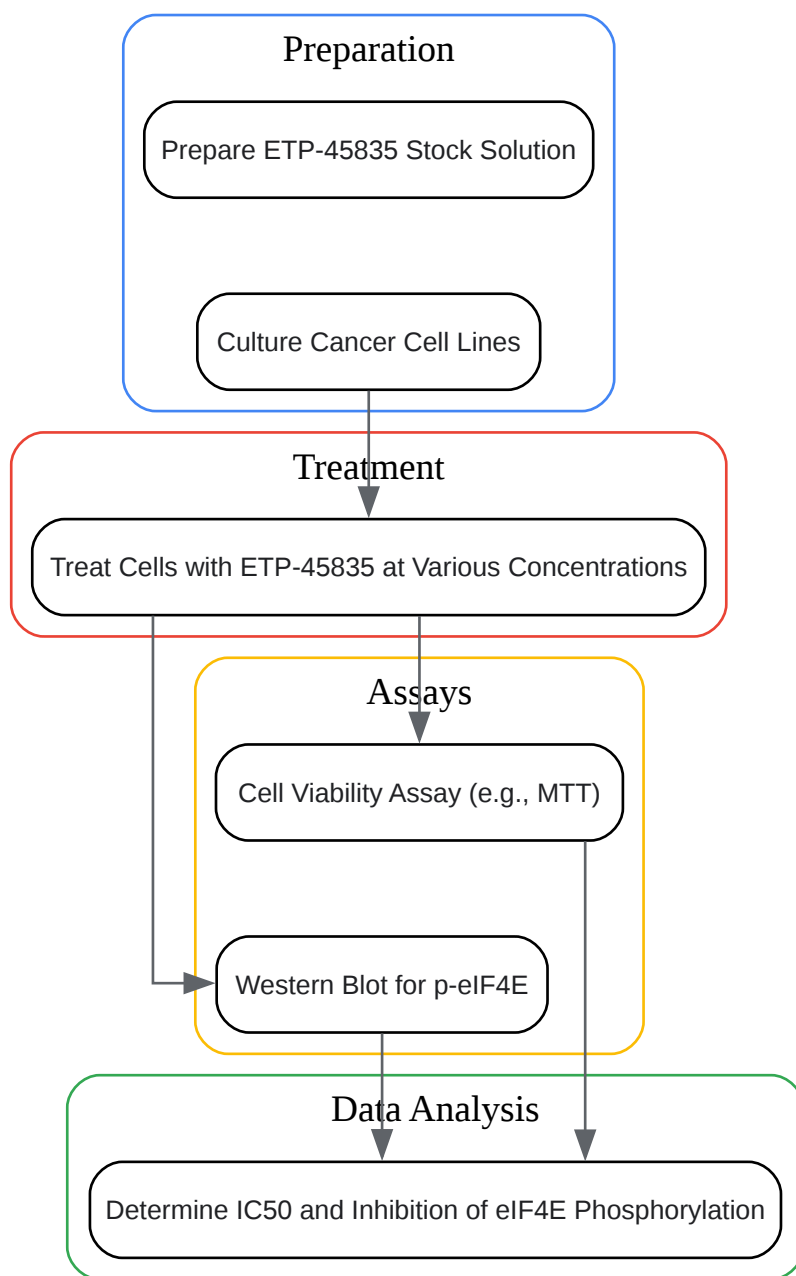 Preparation
Prepare ETP-45835 Stock Solution
Culture Cancer Cell Lines
Treatment
Treat Cells with ETP-45835 at Various Concentrations
Assays
Cell Viability Assay (e.g., MTT)
Western Blot for p-eIF4E
Data Analysis
Determine IC50 and Inhibition of eIF4E Phosphorylation